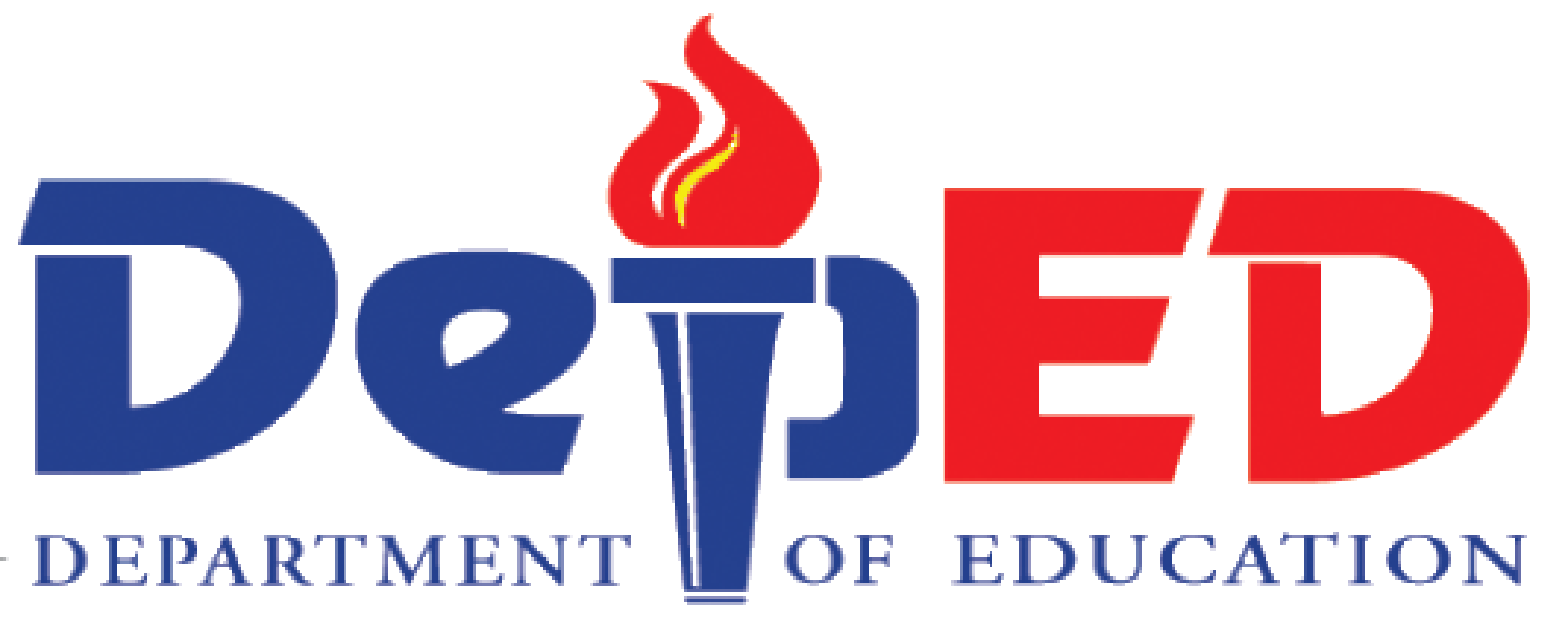 DepED
DEPARTMENT OF EDUCATION